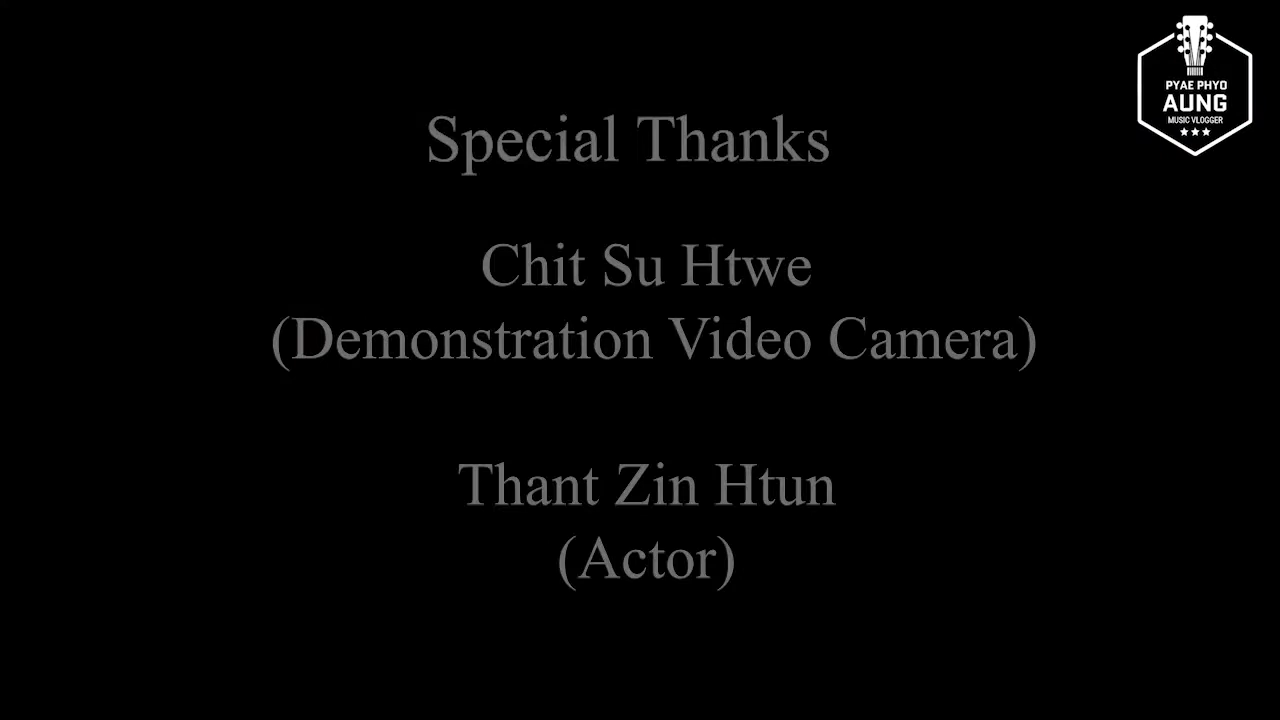 PYAE PHYO
AUNG
MUSIC VLOGGER
Special Thanks
Chit Su Htwe
(Demonstration Video Camera)
Thant Zin Htun
(Actor)